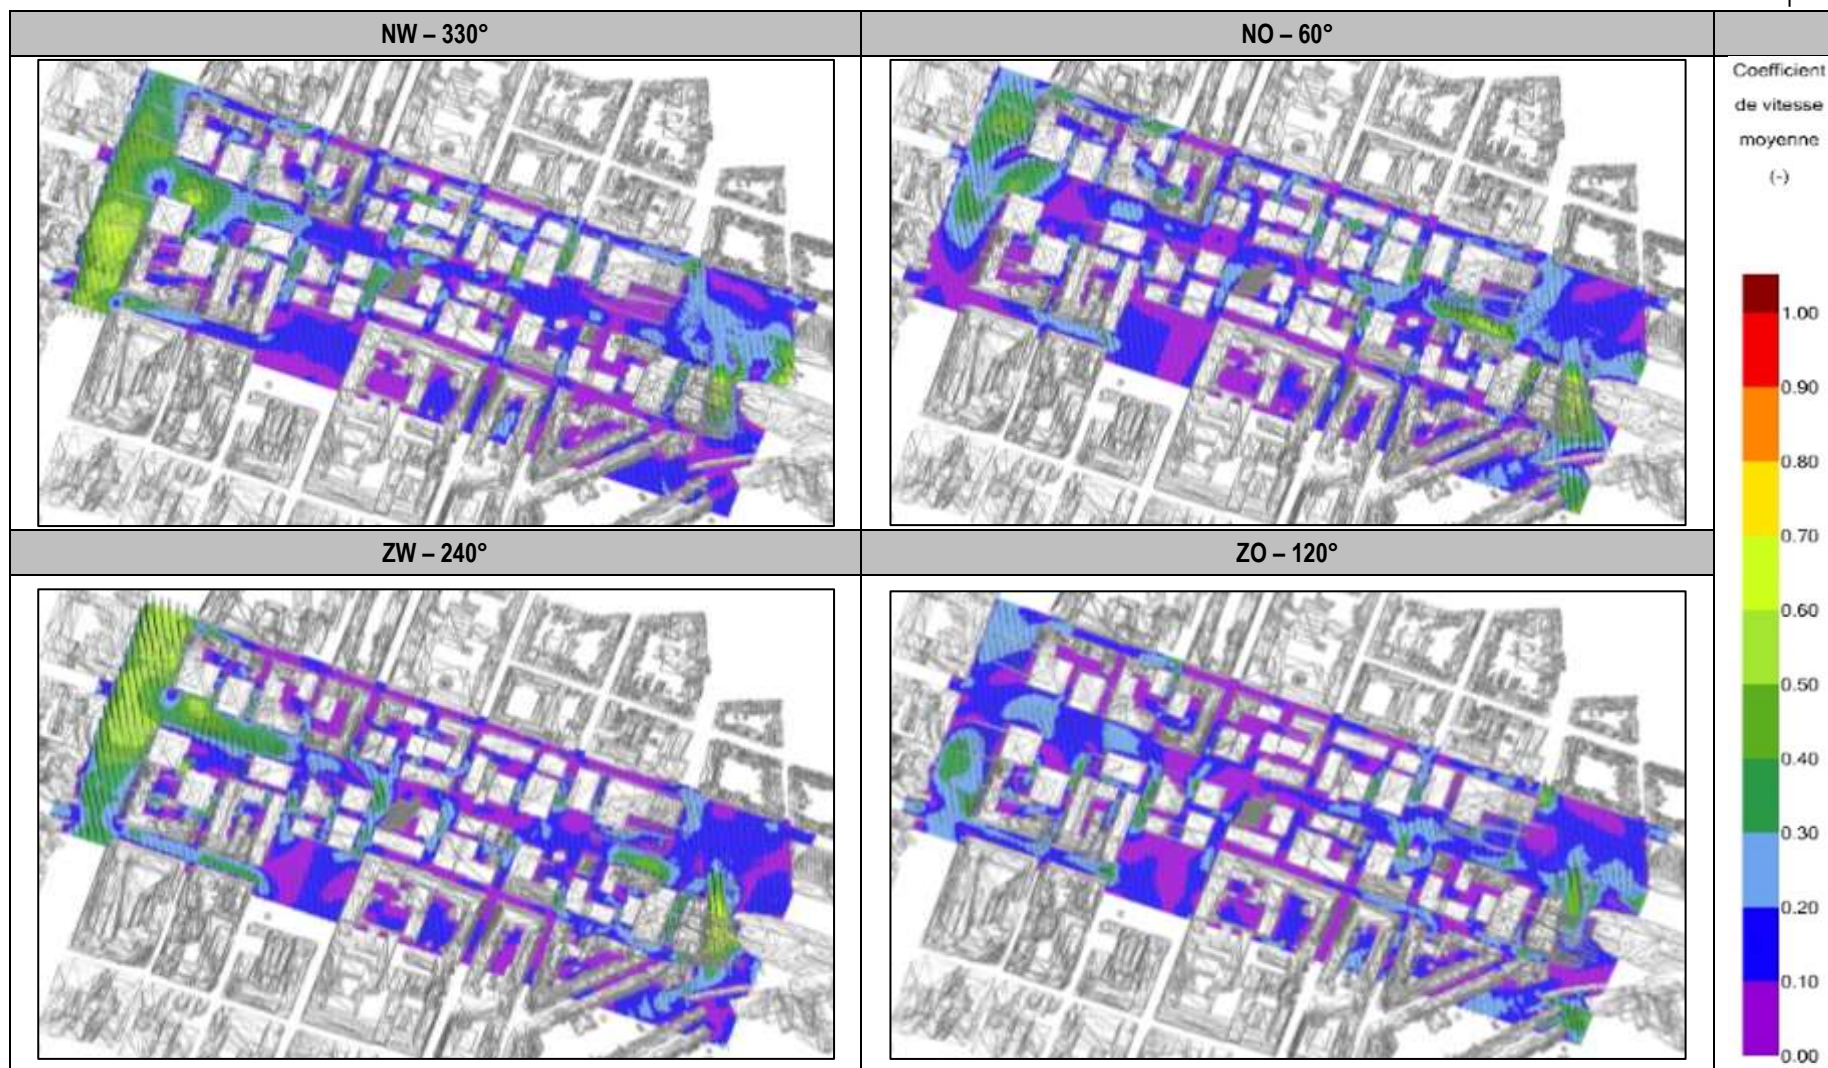 NW – 330°
NO – 60°
Coefficient
de vitesse
moyenne
(-)
1.00
0.90
0.80
0.70
0.60
0.50
0.40
0.30
0.20
0.10
0.00
ZW – 240°
ZO – 120°